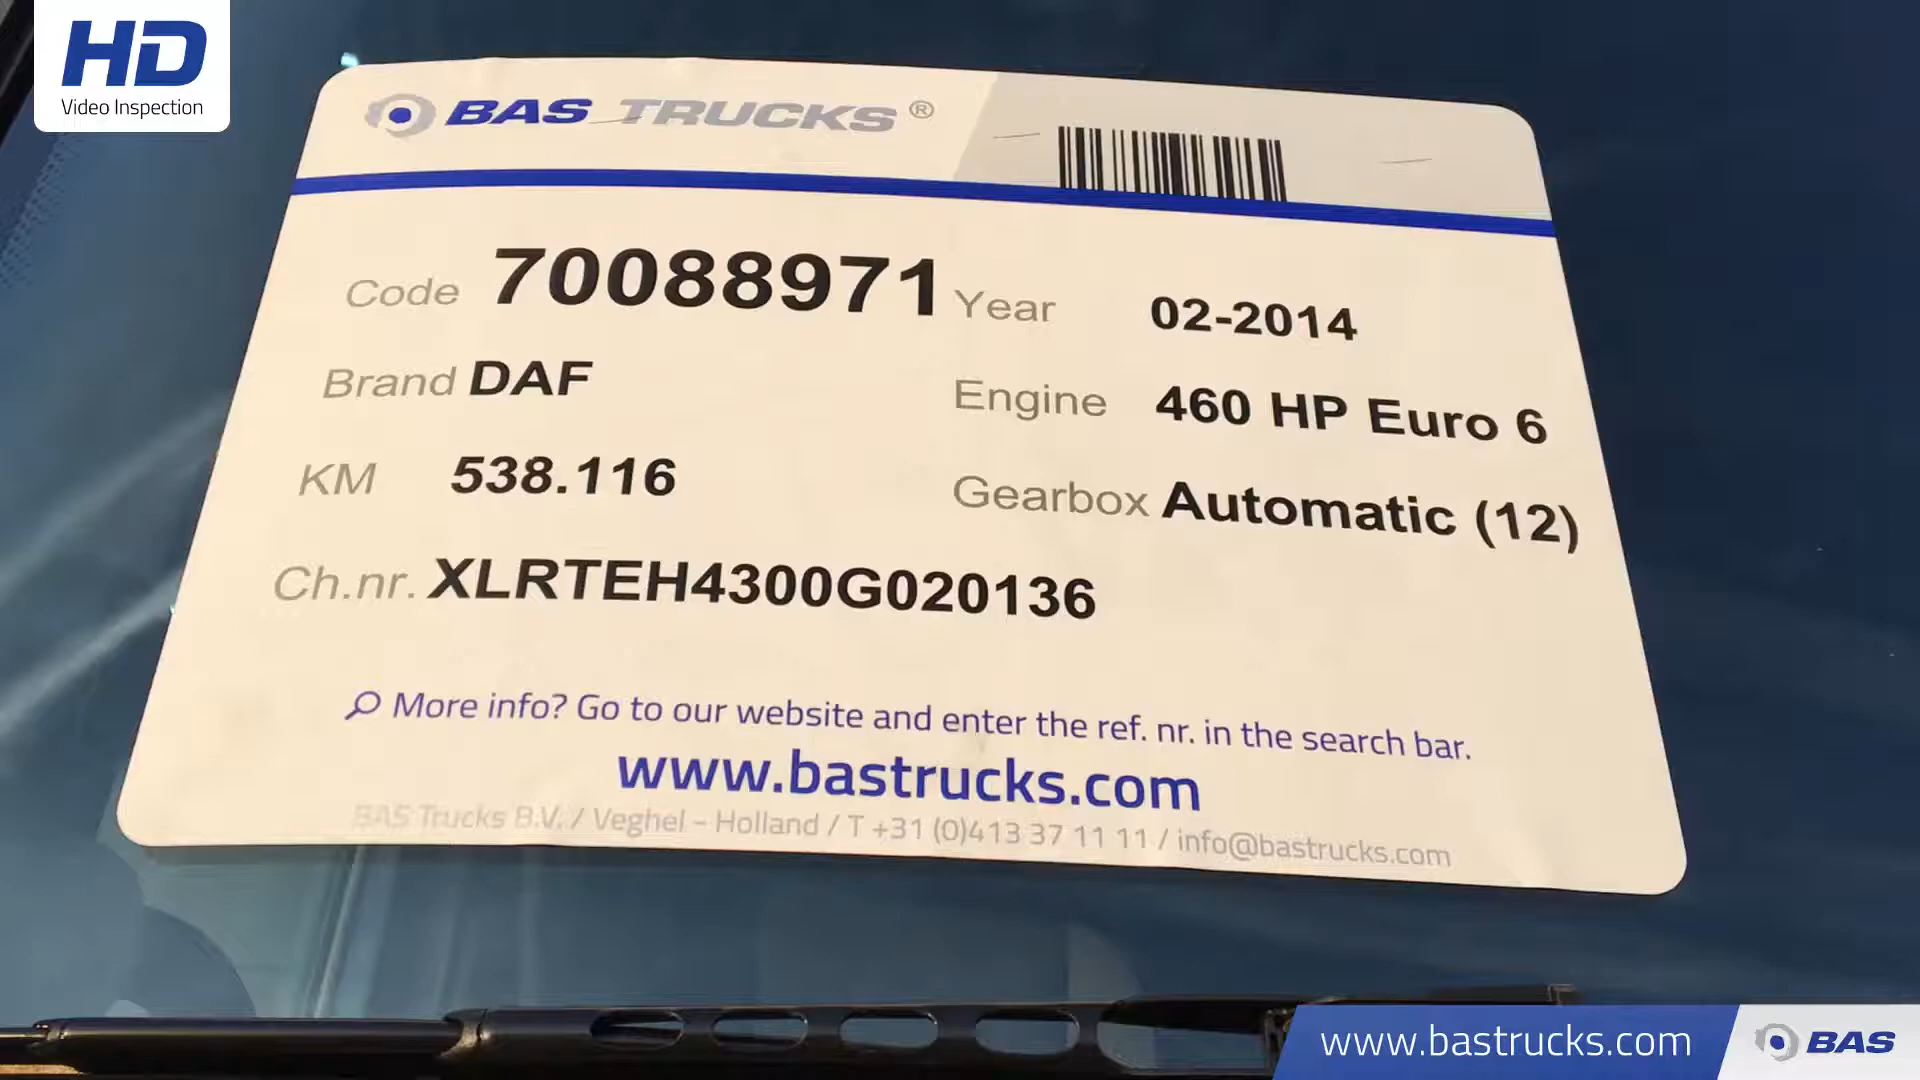 HD
Video Inspection
BAS TRUCKS®
Code 70088971 Year 02-2014
Brand DAF Engine 460 HP Euro 6
KM 538.116 Gearbox Automatic (12)
Ch.nr. XLRTEH4300G020136
More info? Go to our website and enter the ref. nr. in the search bar.
www.bastrucks.com
BAS Trucks B.V. / Veghel - Holland / T +31 (0)413 37 11 11 / info@bastrucks.com
www.bastrucks.com BAS